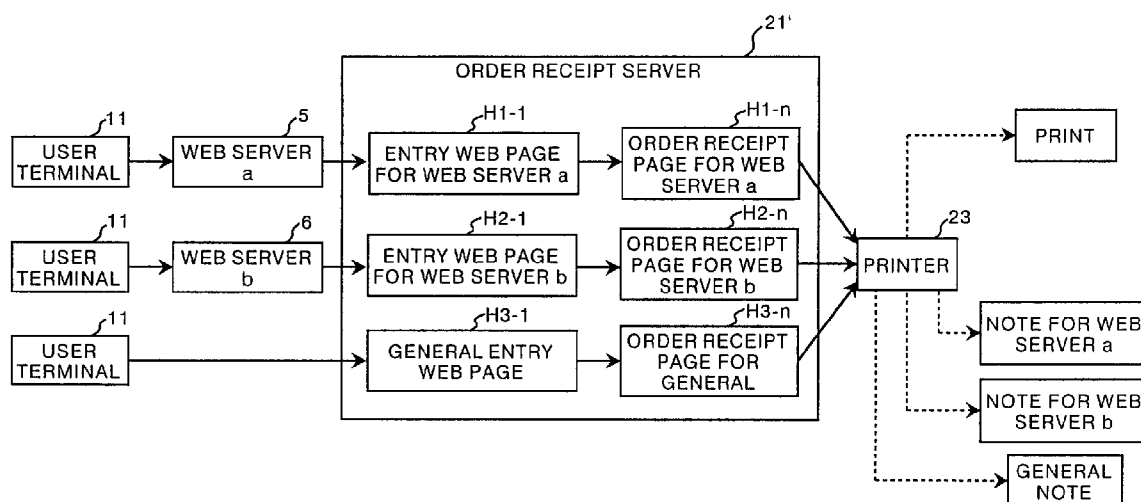 21'
ORDER RECEIPT SERVER
11
USER
TERMINAL
5
WEB SERVER
a
H1-1
ENTRY WEB PAGE
FOR WEB SERVER a
H1-n
ORDER RECEIPT
PAGE FOR WEB
SERVER a
PRINT
11
USER
TERMINAL
6
WEB SERVER
b
H2-1
ENTRY WEB PAGE
FOR WEB SERVER b
H2-n
ORDER RECEIPT
PAGE FOR WEB
SERVER b
23
PRINTER
11
USER
TERMINAL
H3-1
GENERAL ENTRY
WEB PAGE
H3-n
ORDER RECEIPT
PAGE FOR
GENERAL
NOTE FOR WEB
SERVER a
NOTE FOR WEB
SERVER b
GENERAL
NOTE